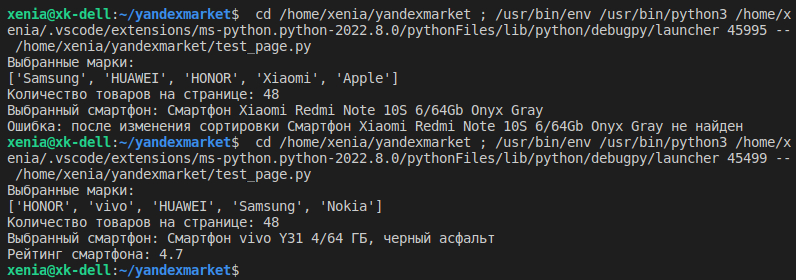 xenia@xk-dell:~/yandexmarket$  cd /home/xenia/yandexmarket ; /usr/bin/env /usr/bin/python3 /home/x
enia/.vscode/extensions/ms-python.python-2022.8.0/pythonFiles/lib/python/debugpy/launcher 45995 --
 /home/xenia/yandexmarket/test_page.py
Выбранные марки:
['Samsung', 'HUAWEI', 'HONOR', 'Xiaomi', 'Apple']
Количество товаров на странице: 48
Выбранный смартфон: Смартфон Xiaomi Redmi Note 10S 6/64Gb Onyx Gray
Ошибка: после изменения сортировки Смартфон Xiaomi Redmi Note 10S 6/64Gb Onyx Gray не найден
xenia@xk-dell:~/yandexmarket$  cd /home/xenia/yandexmarket ; /usr/bin/env /usr/bin/python3 /home/x
enia/.vscode/extensions/ms-python.python-2022.8.0/pythonFiles/lib/python/debugpy/launcher 45499 --
 /home/xenia/yandexmarket/test_page.py
Выбранные марки:
['HONOR', 'vivo', 'HUAWEI', 'Samsung', 'Nokia']
Количество товаров на странице: 48
Выбранный смартфон: Смартфон vivo Y31 4/64 ГБ, черный асфальт
Рейтинг смартфона: 4.7
xenia@xk-dell:~/yandexmarket$